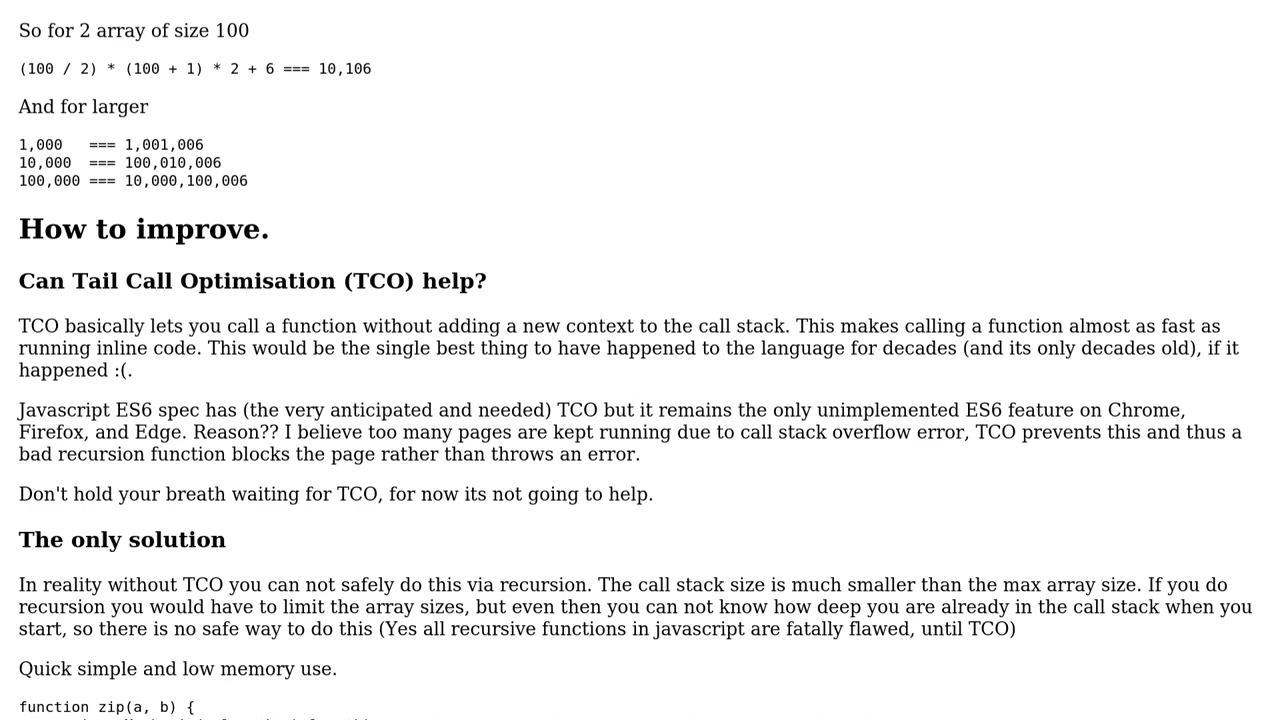 So for 2 array of size 100
(100 / 2) * (100 + 1) * 2 + 6 === 10,106
And for larger
1,000   === 1,001,006
10,000  === 100,010,006
100,000 === 10,000,100,006
How to improve.
Can Tail Call Optimisation (TCO) help?
TCO basically lets you call a function without adding a new context to the call stack. This makes calling a function almost as fast as
running inline code. This would be the single best thing to have happened to the language for decades (and its only decades old), if it
happened :(.
Javascript ES6 spec has (the very anticipated and needed) TCO but it remains the only unimplemented ES6 feature on Chrome,
Firefox, and Edge. Reason?? I believe too many pages are kept running due to call stack overflow error, TCO prevents this and thus a
bad recursion function blocks the page rather than throws an error.
Don't hold your breath waiting for TCO, for now its not going to help.
The only solution
In reality without TCO you can not safely do this via recursion. The call stack size is much smaller than the max array size. If you do
recursion you would have to limit the array sizes, but even then you can not know how deep you are already in the call stack when you
start, so there is no safe way to do this (Yes all recursive functions in javascript are fatally flawed, until TCO)
Quick simple and low memory use.
function zip(a, b) {